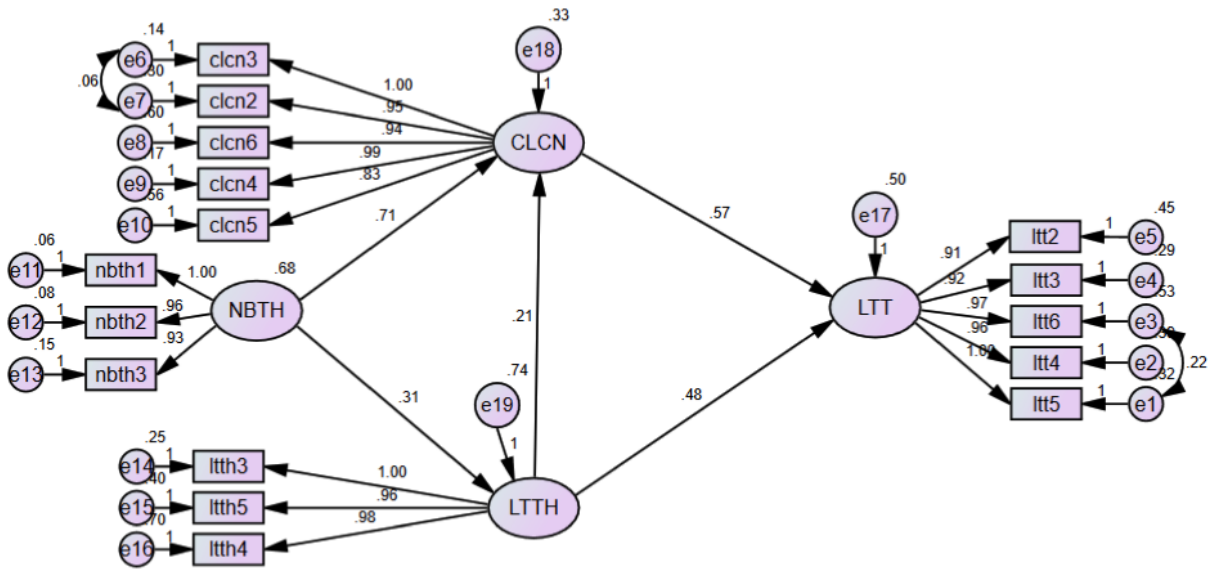 .14
e6 1 clcn3
.30
e7 1 clcn2
.06
.60
e8 1 clcn6
.17
e9 1 clcn4
.56
e10 1 clcn5
1.00
.95
.94
.99
.83
.33
e18
1
CLCN
.71
.57
.06
e11 1 nbth1
.08
e12 1 nbth2
.15
e13 1 nbth3
1.00
.96
.93
.68
NBTH
.31
.21
.74
e19
1
LTTH
.48
.25
e14 1 ltth3
.40
e15 1 ltth5
.70
e16 1 ltth4
1.00
.96
.98
.50
e17
1
LTT
.91
.92
.97
.96
1.00
.45
ltt2 1 e5
.29
ltt3 1 e4
.53
ltt6 1 e3
ltt4 1 e2
.32
ltt5 1 e1
.22